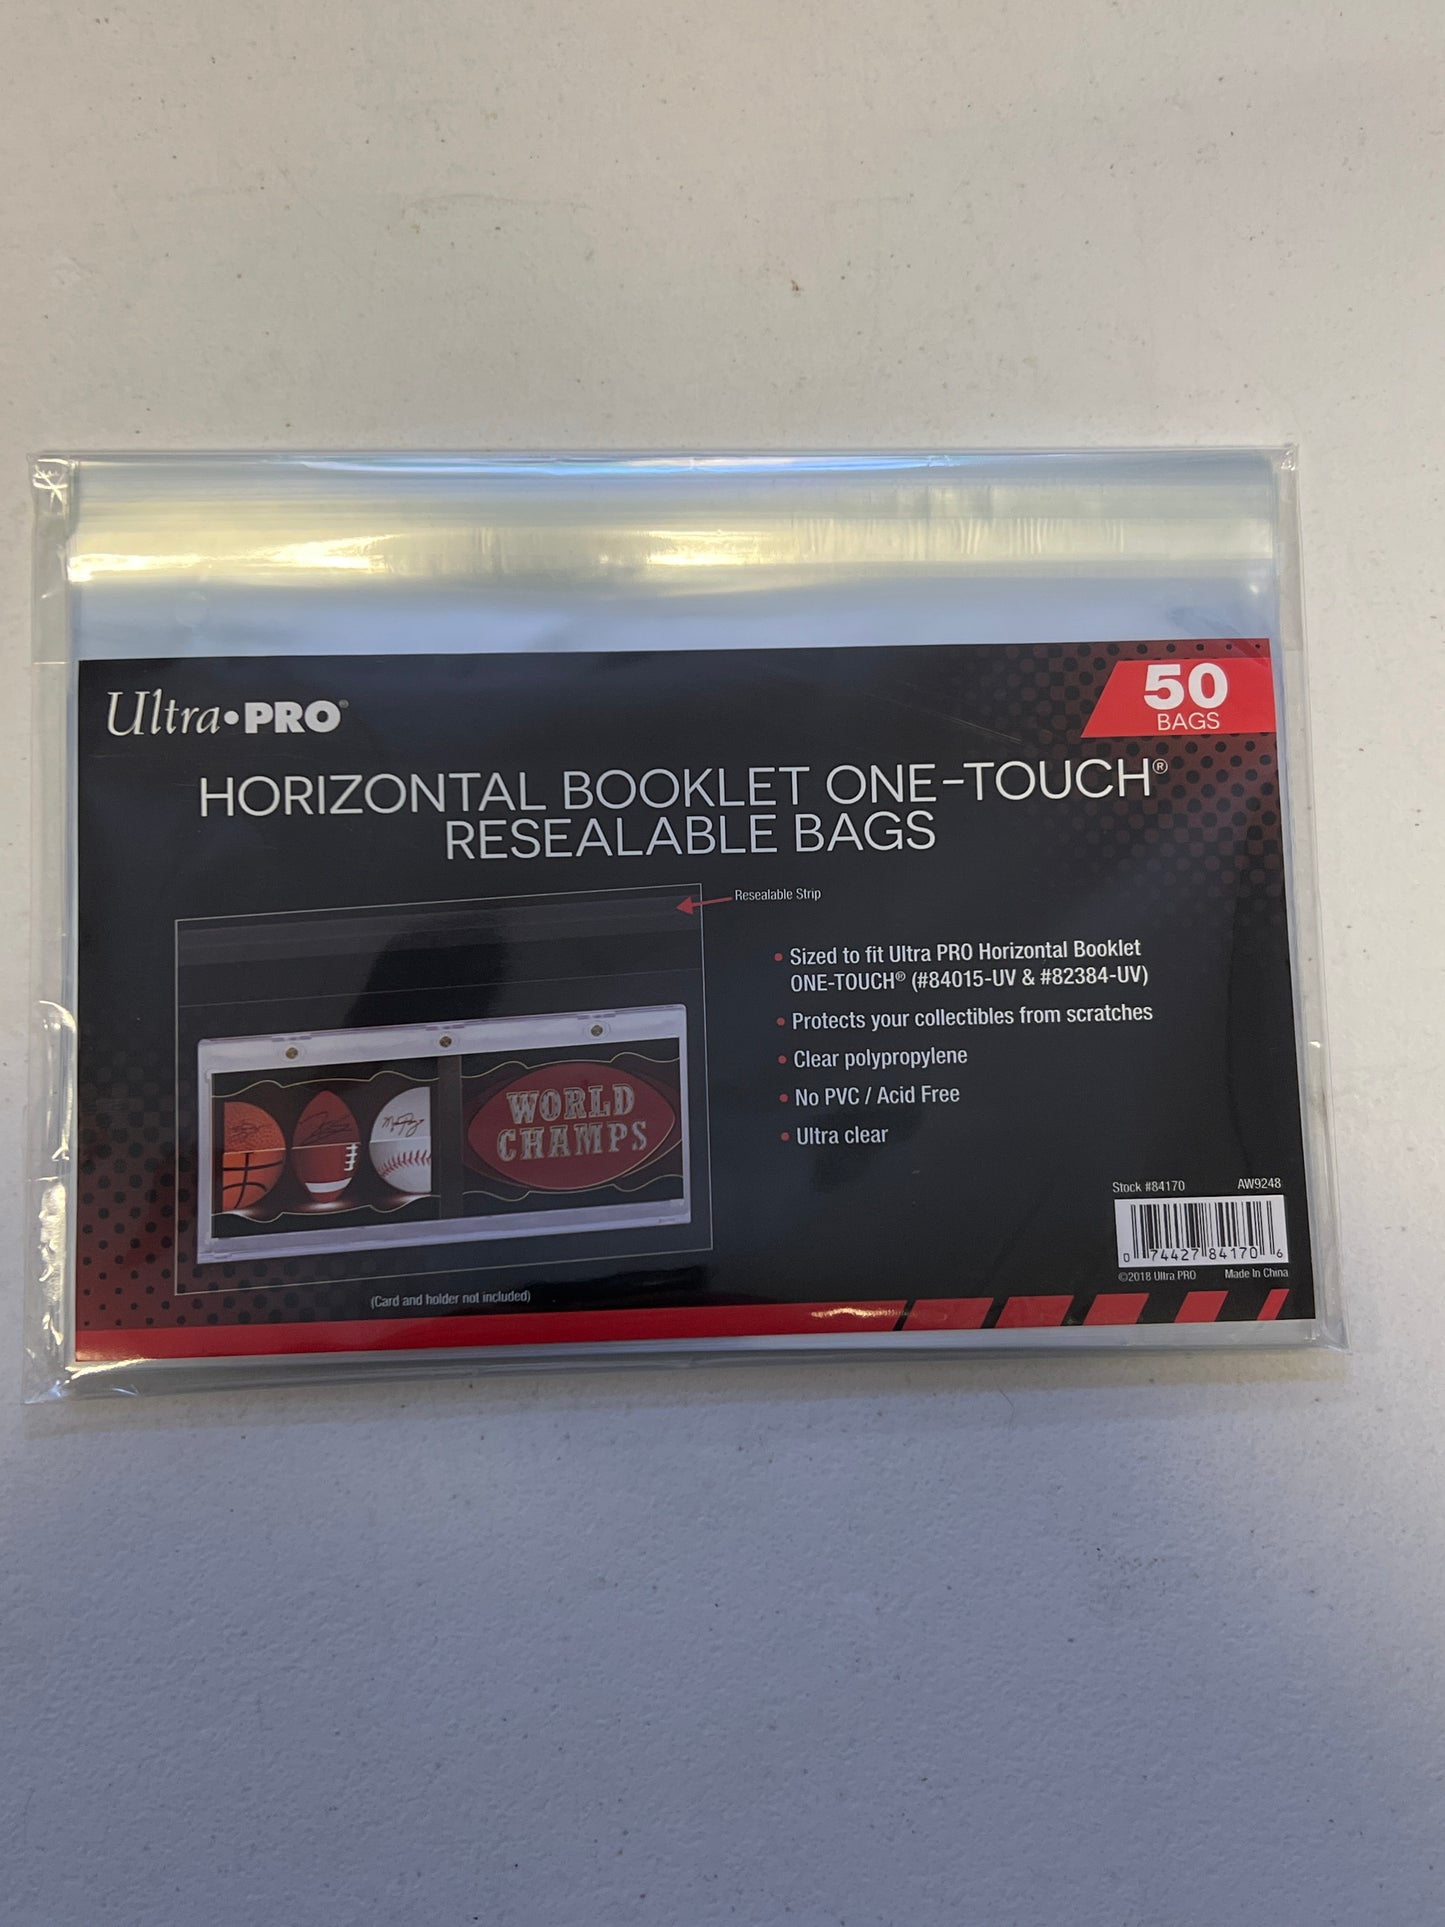 Ultra•PRO®
50
BAGS
HORIZONTAL BOOKLET ONE-TOUCH®
RESEALABLE BAGS
Resealable Strip
• Sized to fit Ultra PRO Horizontal Booklet
ONE-TOUCH® (#84015-UV & #82384-UV)
• Protects your collectibles from scratches
• Clear polypropylene
• No PVC / Acid Free
• Ultra clear
WORLD
CHAMPS
(Card and holder not included)
Stock #84170 AW9248
0 74427 84170 6
©2018 Ultra PRO Made In China